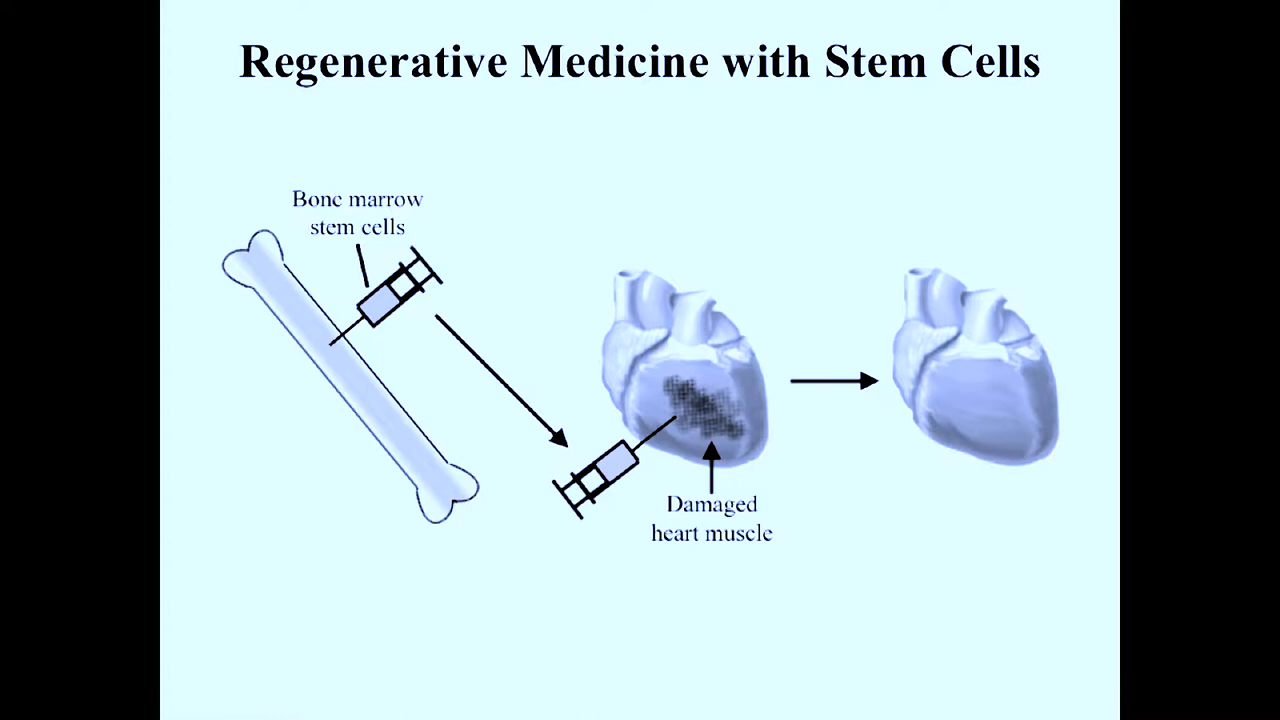 Regenerative Medicine with Stem Cells
Bone marrow
stem cells
Damaged
heart muscle